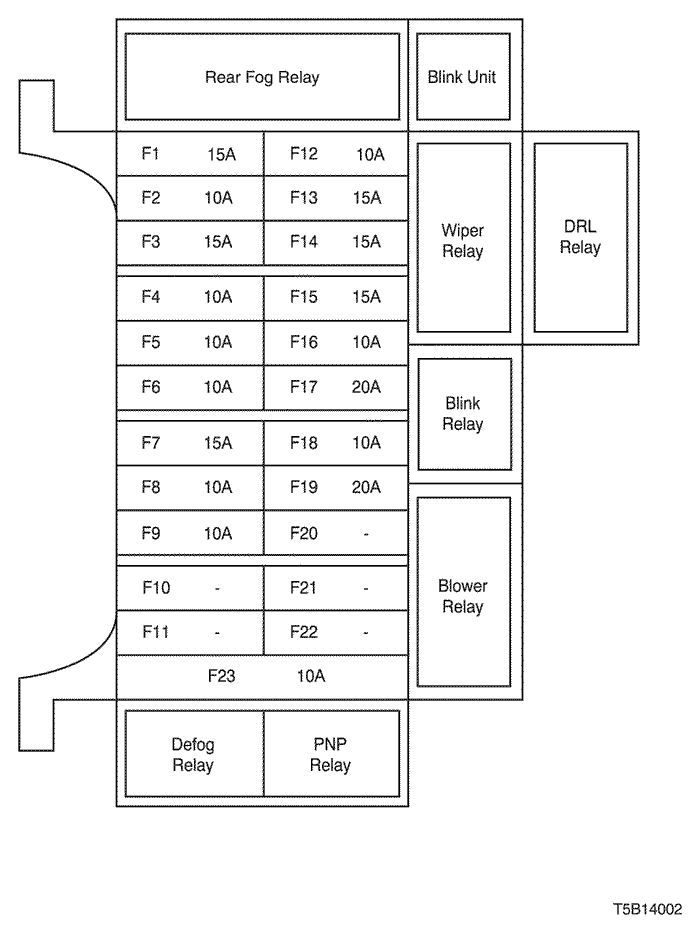 Rear Fog Relay
Blink Unit
F1 15A F12 10A
F2 10A F13 15A
F3 15A F14 15A
Wiper
Relay
DRL
Relay
F4 10A F15 15A
F5 10A F16 10A
F6 10A F17 20A
Blink
Relay
F7 15A F18 10A
F8 10A F19 20A
F9 10A F20 -
F10 - F21 -
F11 - F22 -
Blower
Relay
F23 10A
Defog
Relay
PNP
Relay
T5B14002